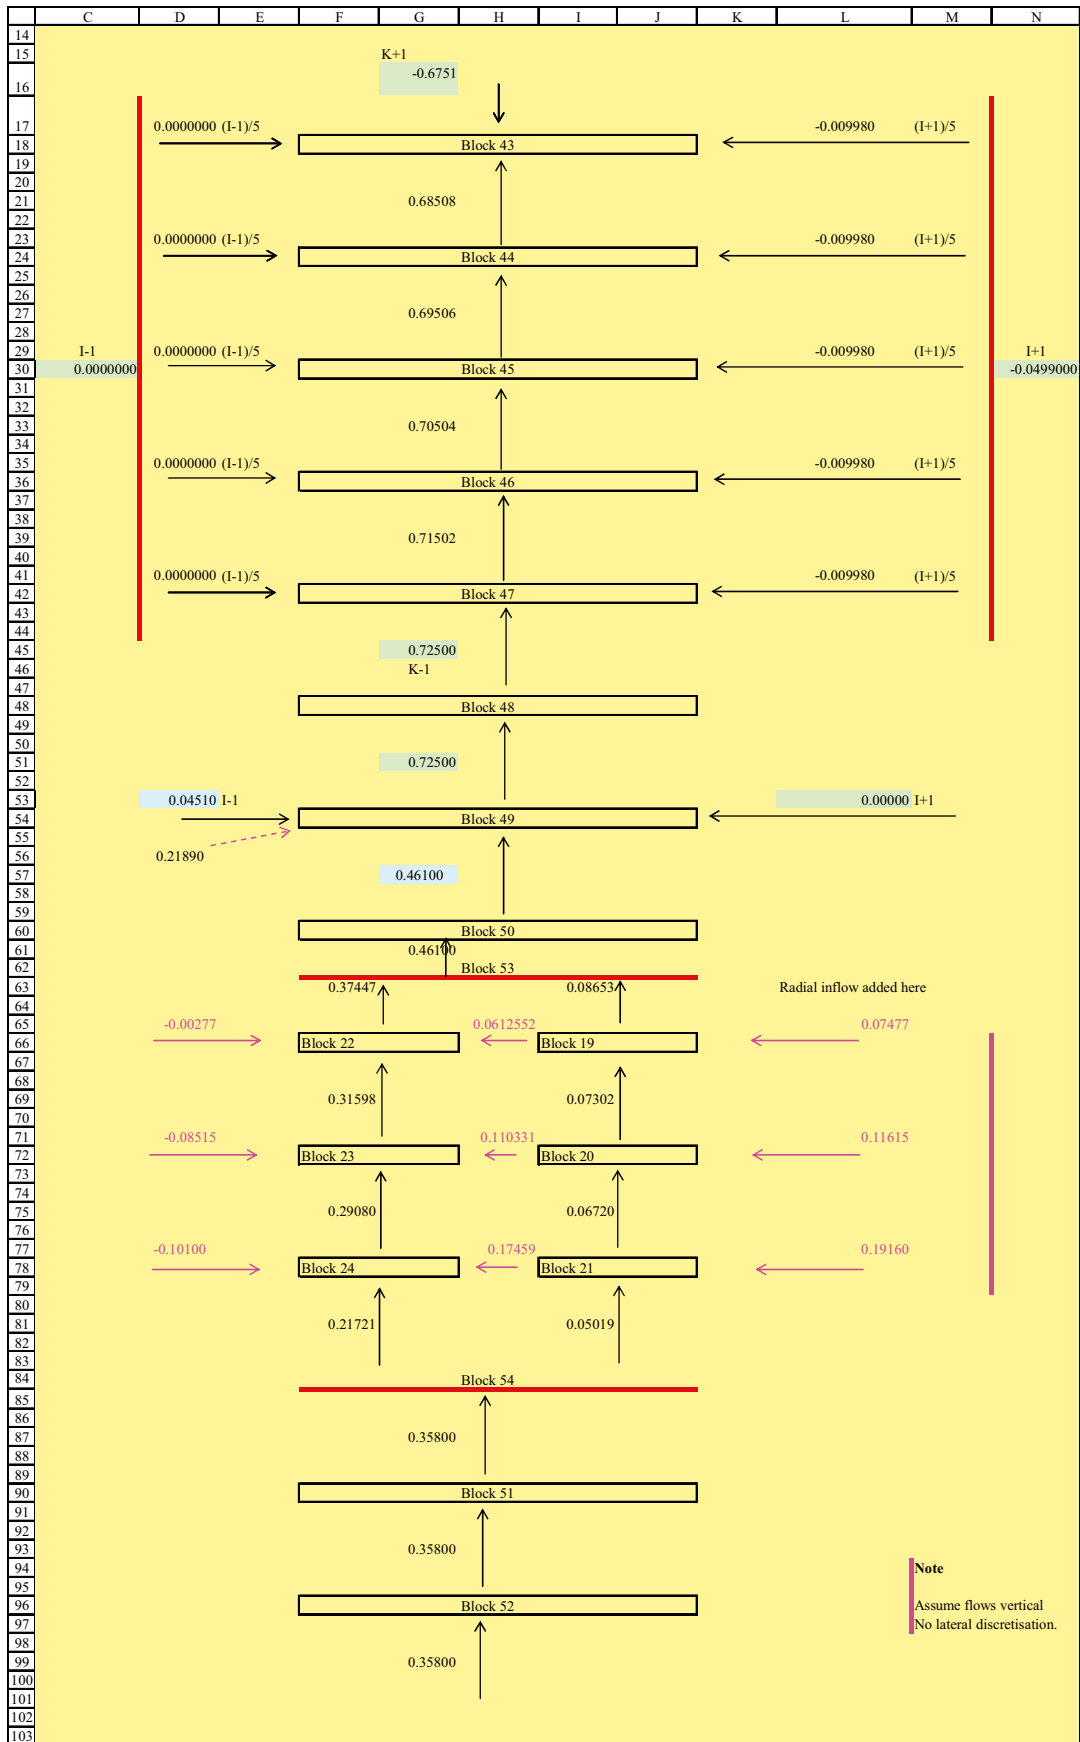 C D E F G H I J K L M N
14
15 K+1
16 -0.6751
17 0.0000000 (I-1)/5 -0.009980 (I+1)/5
18 Block 43
19
20
21 0.68508
22
23 0.0000000 (I-1)/5 -0.009980 (I+1)/5
24 Block 44
25
26
27 0.69506
28
29 I-1 0.0000000 (I-1)/5 -0.009980 (I+1)/5 I+1
30 0.0000000 Block 45 -0.0499000
31
32
33 0.70504
34
35 0.0000000 (I-1)/5 -0.009980 (I+1)/5
36 Block 46
37
38
39 0.71502
40
41 0.0000000 (I-1)/5 -0.009980 (I+1)/5
42 Block 47
43
44
45 0.72500
46 K-1
47
48 Block 48
49
50
51 0.72500
52
53 0.04510 I-1 0.00000 I+1
54 Block 49
55
56 0.21890
57 0.46100
58
59
60 Block 50
61 0.46100
62 Block 53
63 0.37447 0.08653 Radial inflow added here
64
65 -0.00277 0.0612552 0.07477
66 Block 22 Block 19
67
68
69 0.31598 0.07302
70
71 -0.08515 0.110331 0.11615
72 Block 23 Block 20
73
74
75 0.29080 0.06720
76
77 -0.10100 0.17459 0.19160
78 Block 24 Block 21
79
80
81 0.21721 0.05019
82
83
84 Block 54
85
86
87 0.35800
88
89
90 Block 51
91
92
93 0.35800
94 Note
95
96 Block 52 Assume flows vertical
97 No lateral discretisation.
98
99 0.35800
100
101
102
103